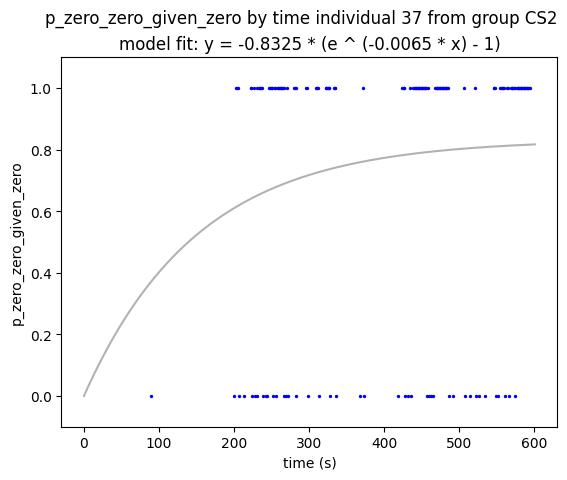 p_zero_zero_given_zero by time individual 37 from group CS2
model fit: y = -0.8325 * (e ^ (-0.0065 * x) - 1)
p_zero_zero_given_zero
1.0
0.8
0.6
0.4
0.2
0.0
0 100 200 300 400 500 600
time (s)